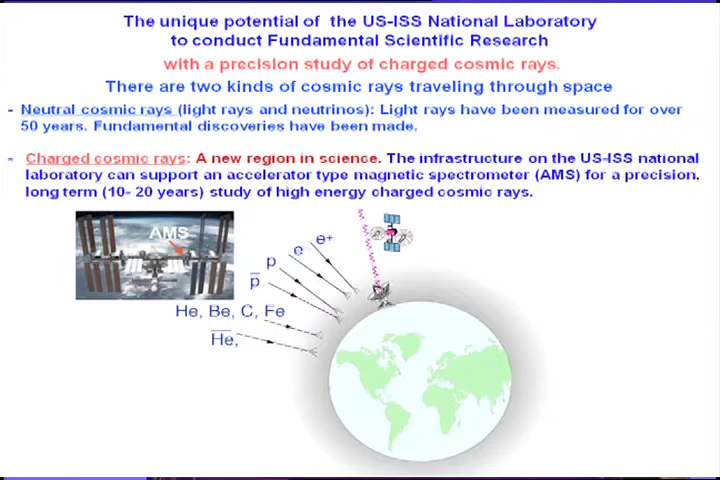 The unique potential of the US-ISS National Laboratory
to conduct Fundamental Scientific Research
with a precision study of charged cosmic rays.
There are two kinds of cosmic rays traveling through space
- Neutral cosmic rays (light rays and neutrinos): Light rays have been measured for over
50 years. Fundamental discoveries have been made.
- Charged cosmic rays: A new region in science. The infrastructure on the US-ISS national
laboratory can support an accelerator type magnetic spectrometer (AMS) for a precision,
long term (10- 20 years) study of high energy charged cosmic rays.
AMS
e⁺
e
p
p̅
He, Be, C, Fe
H̅e̅,